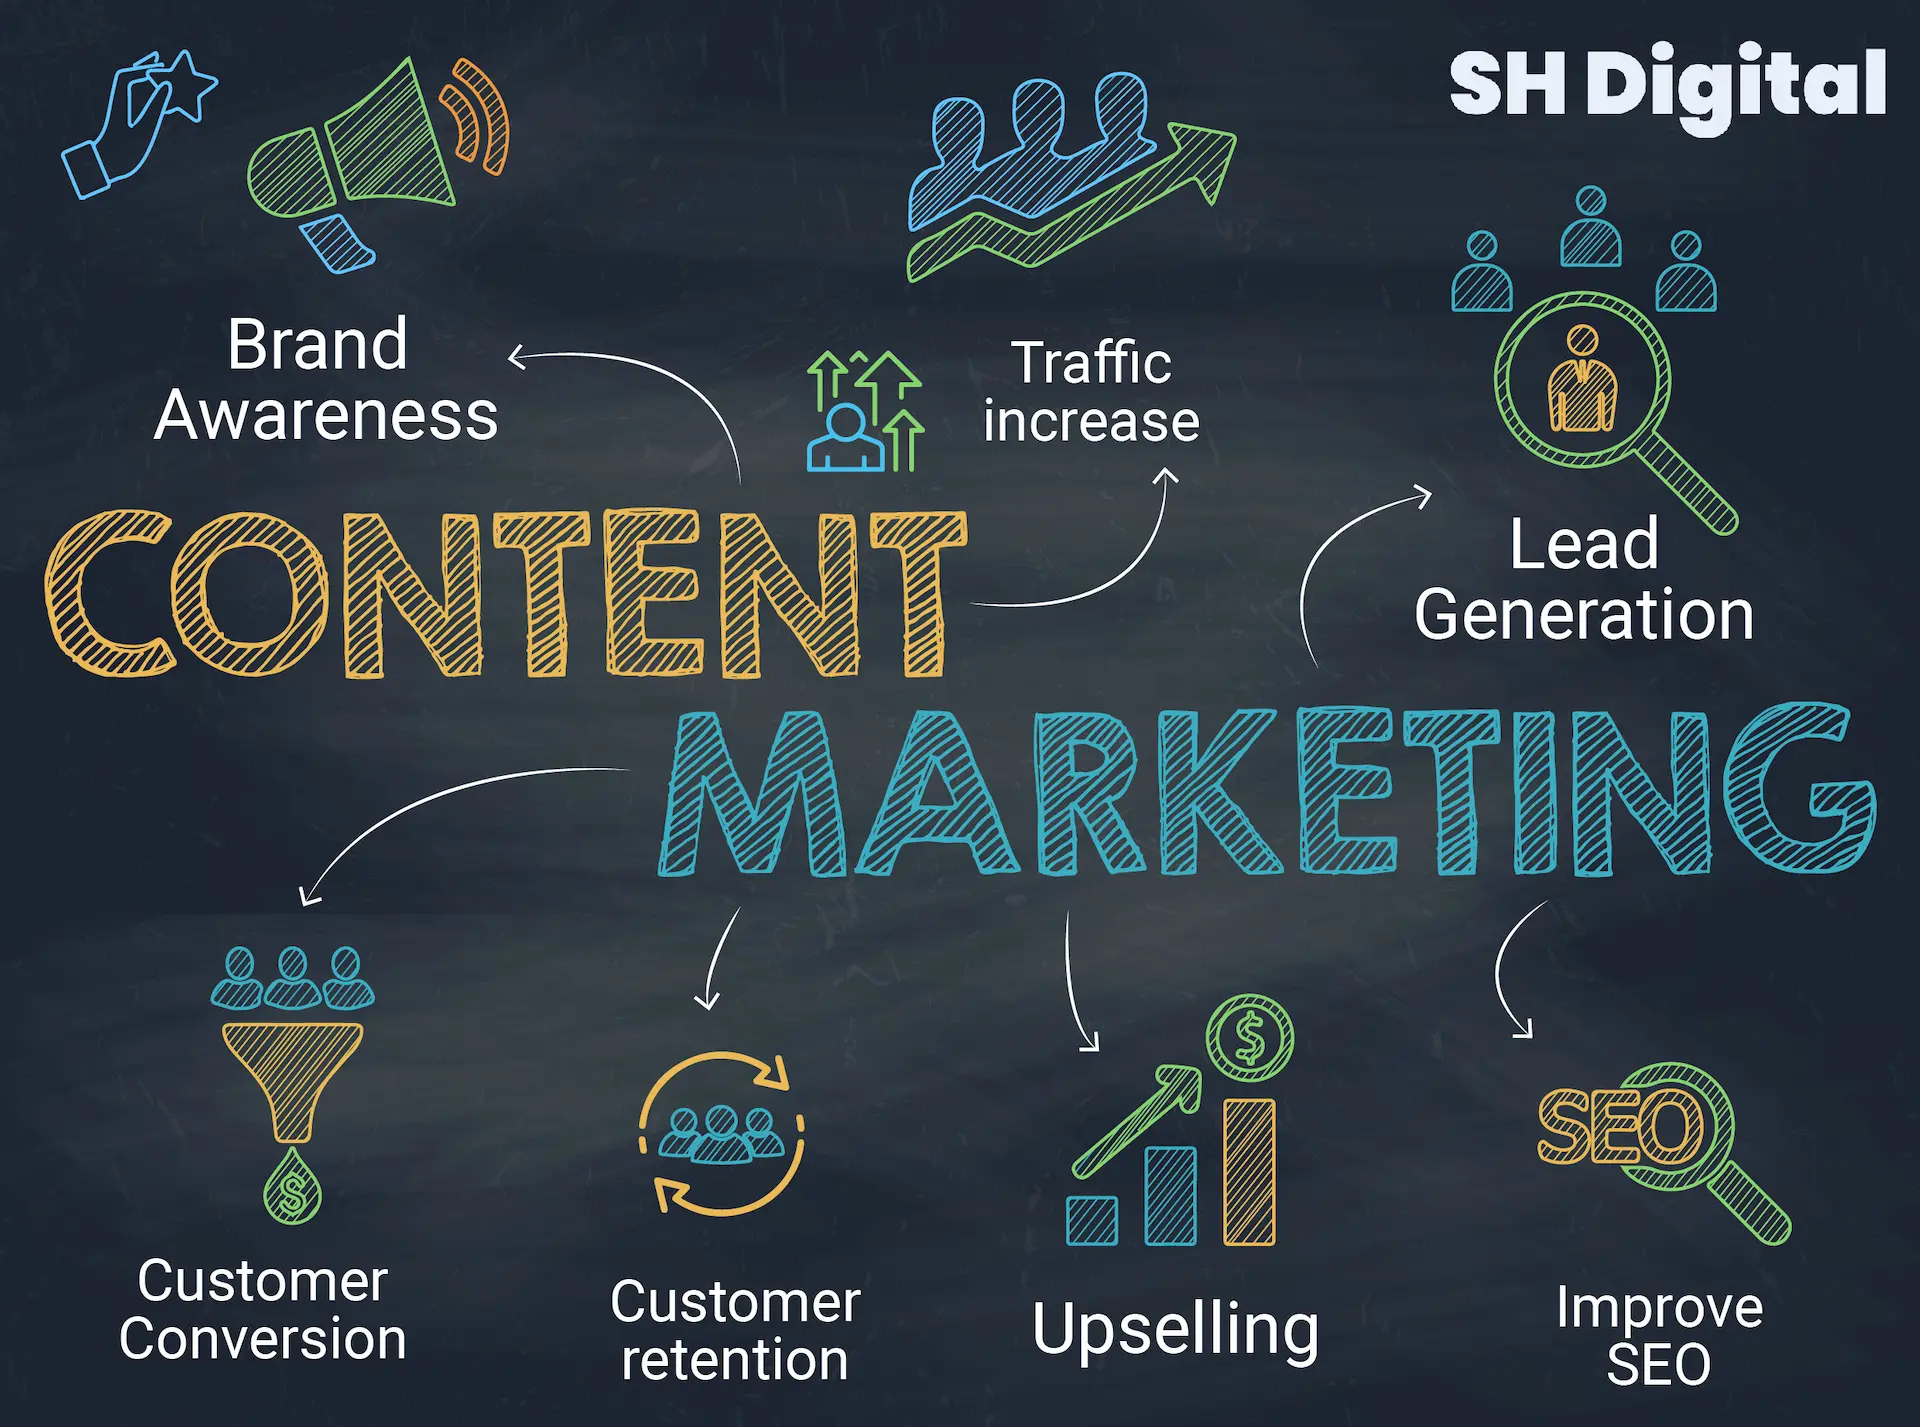 SH Digital
Brand
Awareness
Traffic
increase
Lead
Generation
CONTENT
MARKETING
$
$
SEO
Customer
Conversion
Customer
retention
Upselling
Improve
SEO